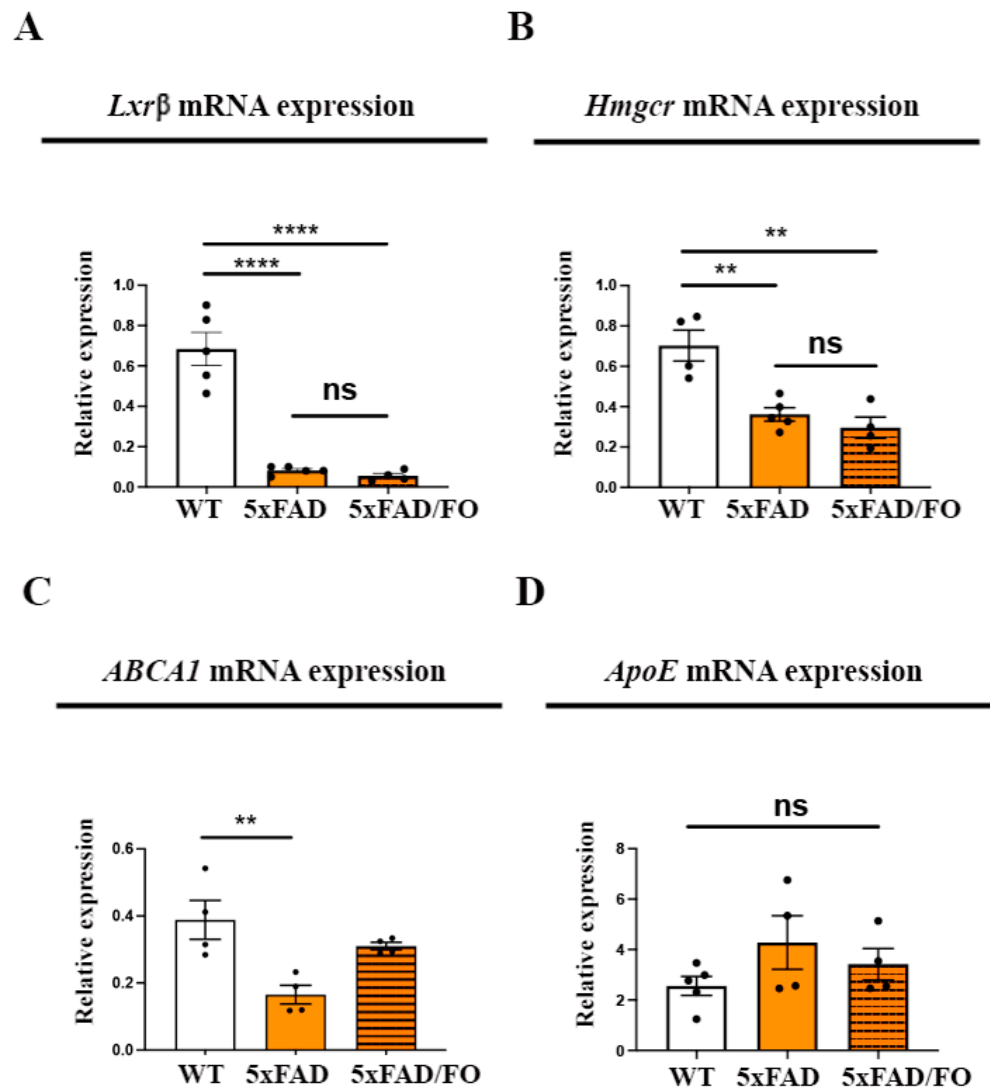 A
Lxrβ mRNA expression
****
****
ns
Relative expression
1.0
0.8
0.6
0.4
0.2
0.0
WT 5xFAD 5xFAD/FO
B
Hmgcr mRNA expression
**
**
ns
Relative expression
1.0
0.8
0.6
0.4
0.2
0.0
WT 5xFAD 5xFAD/FO
C
ABCA1 mRNA expression
**
Relative expression
0.6
0.4
0.2
0.0
WT 5xFAD 5xFAD/FO
D
ApoE mRNA expression
ns
Relative expression
8
6
4
2
0
WT 5xFAD 5xFAD/FO